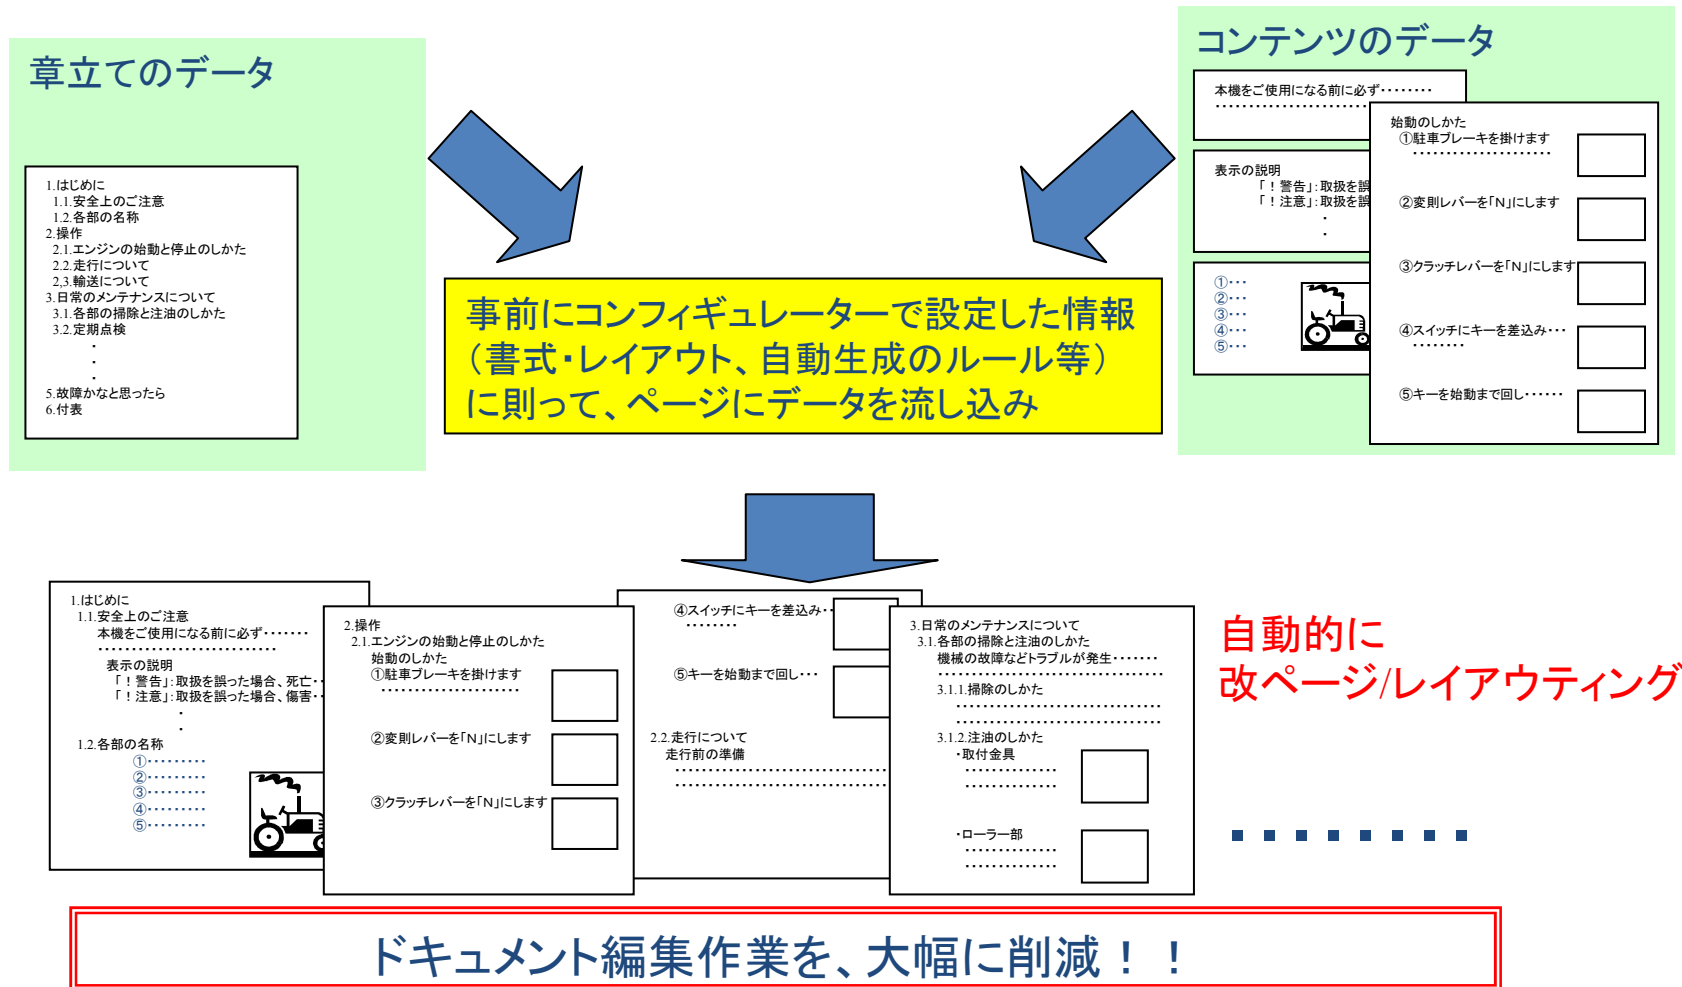 章立てのデータ
1.はじめに
1.1.安全上のご注意
1.2.各部の名称
2.操作
2.1.エンジンの始動と停止のしかた
2.2.走行について
2,3.輸送について
3.日常のメンテナンスについて
3.1.各部の掃除と注油のしかた
3.2.定期点検
・
・
・
5.故障かなと思ったら
6.付表
コンテンツのデータ
本機をご使用になる前に必ず・・・・・・・・
・・・・・・・・・・・・・・・・・・・・・・・
表示の説明
「！警告」：取扱を誤
「！注意」：取扱を誤
・
・
①・・・
②・・・
③・・・
④・・・
⑤・・・
始動のしかた
①駐車ブレーキを掛けます
・・・・・・・・・・・・・・・・・・・・・
②変則レバーを「N」にします
③クラッチレバーを「N」にします
④スイッチにキーを差込み・・・
・・・・・・・・
⑤キーを始動まで回し・・・・・・
事前にコンフィギュレーターで設定した情報
（書式・レイアウト、自動生成のルール等）
に則って、ページにデータを流し込み
1.はじめに
1.1.安全上のご注意
本機をご使用になる前に必ず・・・・・・・
・・・・・・・・・・・・・・・・・・・・・・・・・・・
表示の説明
「！警告」：取扱を誤った場合、死亡・・
「！注意」：取扱を誤った場合、傷害・・
・
・
1.2.各部の名称
①・・・・・・・・・
②・・・・・・・・・
③・・・・・・・・・
④・・・・・・・・・
⑤・・・・・・・・・
2.操作
2.1.エンジンの始動と停止のしかた
始動のしかた
①駐車ブレーキを掛けます
・・・・・・・・・・・・・・・・・・・・・
②変則レバーを「N」にします
③クラッチレバーを「N」にします
④スイッチにキーを差込み・・
・・・・・・・・
⑤キーを始動まで回し・・・
2.2.走行について
走行前の準備
・・・・・・・・・・・・・・・・・・・・・・・・・・・・・・・・
・・・・・・・・・・・・・・・・・・・・・・・・・・・・・・・・
3.日常のメンテナンスについて
3.1.各部の掃除と注油のしかた
機械の故障などトラブルが発生・・・・・・・
・・・・・・・・・・・・・・・・・・・・・・・・・・・・・・・・・・
3.1.1.掃除のしかた
・・・・・・・・・・・・・・・・・・・・・・・・・・・・・・・
・・・・・・・・・・・・・・・・・・・・・・・・・・・・・・・
3.1.2.注油のしかた
・取付金具
・・・・・・・・・・・・・・
・・・・・・・・・・・・・・
・ローラー部
・・・・・・・・・・・・・・
・・・・・・・・・・・・・・
自動的に
改ページ/レイアウティング
・・・・・・・・
ドキュメント編集作業を、大幅に削減！！